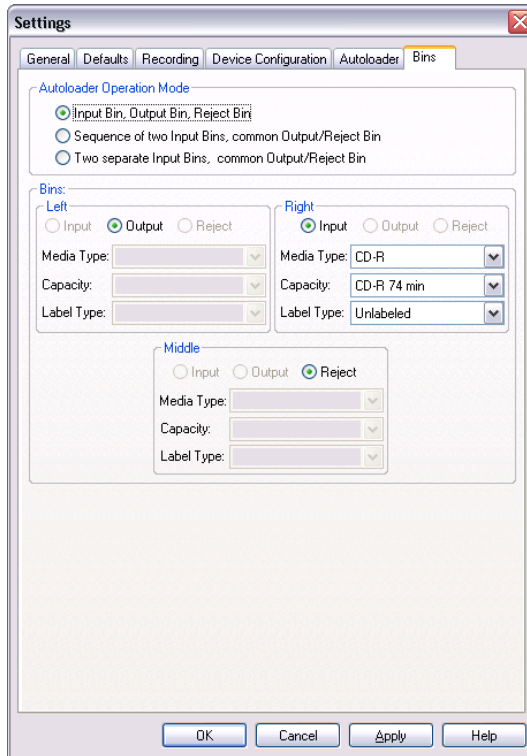 Settings
General Defaults Recording Device Configuration Autoloader Bins
Autoloader Operation Mode
Input Bin, Output Bin, Reject Bin
Sequence of two Input Bins, common Output/Reject Bin
Two separate Input Bins, common Output/Reject Bin
Bins:
Left
Input Output Reject
Media Type:
Capacity:
Label Type:
Right
Input Output Reject
Media Type: CD-R
Capacity: CD-R 74 min
Label Type: Unlabeled
Middle
Input Output Reject
Media Type:
Capacity:
Label Type:
OK Cancel Apply Help